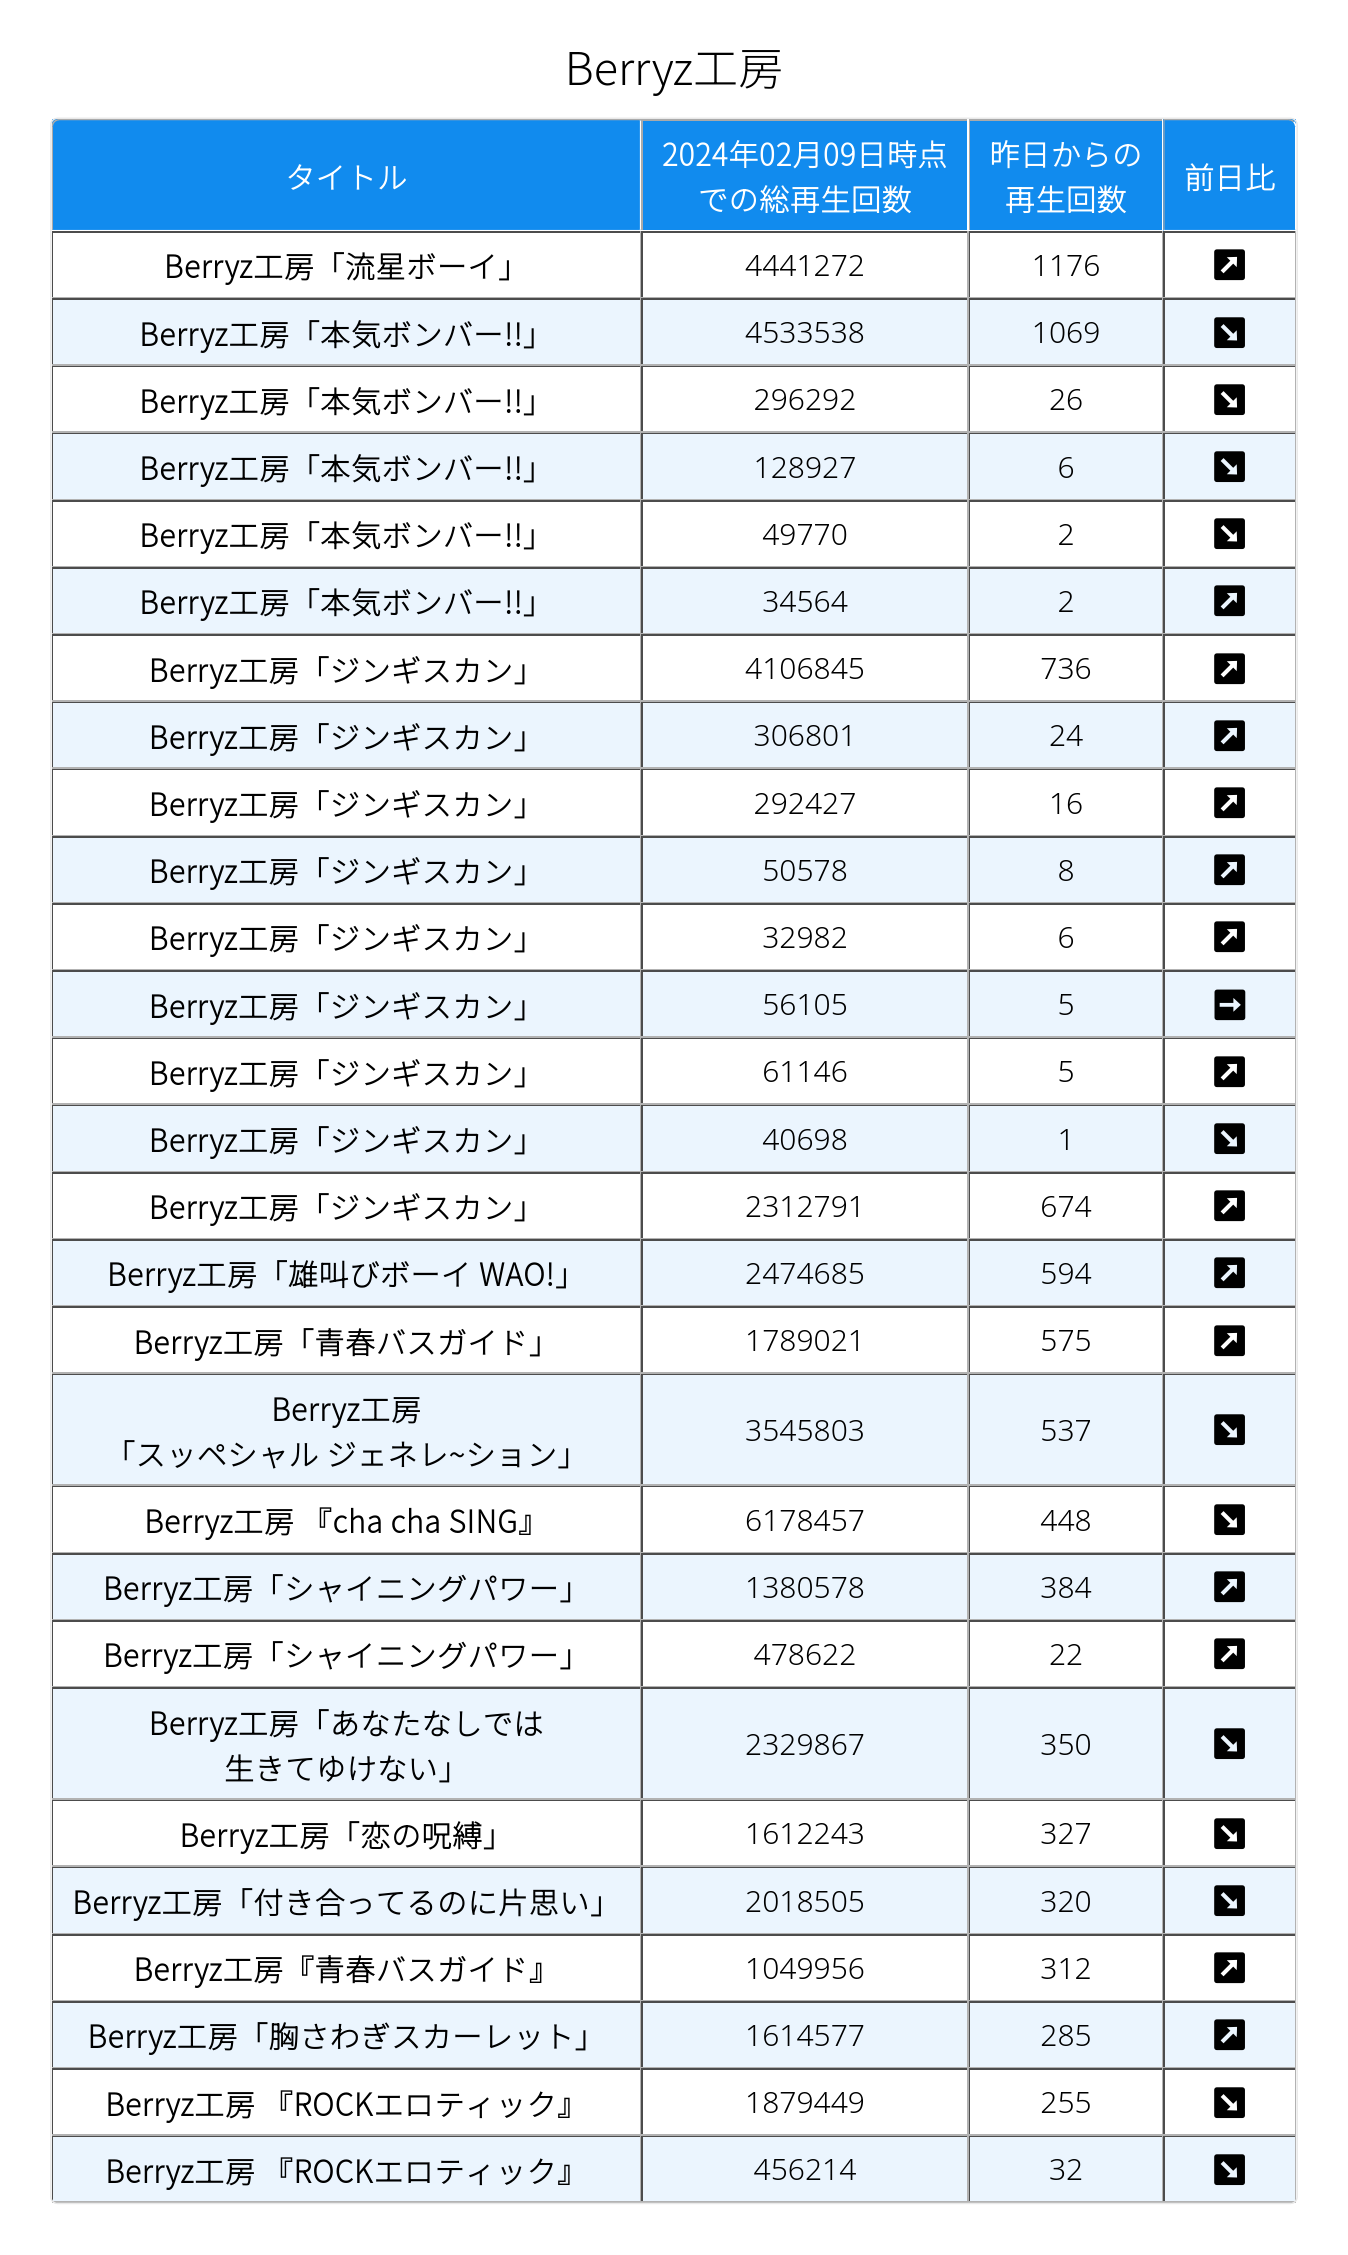 Berryz工房
タイトル 2024年02月09日時点での総再生回数 昨日からの再生回数 前日比
Berryz工房「流星ボーイ」 4441272 1176 ↗
Berryz工房「本気ボンバー!!」 4533538 1069 ↘
Berryz工房「本気ボンバー!!」 296292 26 ↘
Berryz工房「本気ボンバー!!」 128927 6 ↘
Berryz工房「本気ボンバー!!」 49770 2 ↘
Berryz工房「本気ボンバー!!」 34564 2 ↗
Berryz工房「ジンギスカン」 4106845 736 ↗
Berryz工房「ジンギスカン」 306801 24 ↗
Berryz工房「ジンギスカン」 292427 16 ↗
Berryz工房「ジンギスカン」 50578 8 ↗
Berryz工房「ジンギスカン」 32982 6 ↗
Berryz工房「ジンギスカン」 56105 5 →
Berryz工房「ジンギスカン」 61146 5 ↗
Berryz工房「ジンギスカン」 40698 1 ↘
Berryz工房「ジンギスカン」 2312791 674 ↗
Berryz工房「雄叫びボーイ WAO!」 2474685 594 ↗
Berryz工房「青春バスガイド」 1789021 575 ↗
Berryz工房
「スッペシャル ジェネレ~ション」 3545803 537 ↘
Berryz工房 『cha cha SING』 6178457 448 ↘
Berryz工房「シャイニングパワー」 1380578 384 ↗
Berryz工房「シャイニングパワー」 478622 22 ↗
Berryz工房「あなたなしでは
生きてゆけない」 2329867 350 ↘
Berryz工房「恋の呪縛」 1612243 327 ↘
Berryz工房「付き合ってるのに片思い」 2018505 320 ↘
Berryz工房『青春バスガイド』 1049956 312 ↗
Berryz工房「胸さわぎスカーレット」 1614577 285 ↗
Berryz工房 『ROCKエロティック』 1879449 255 ↘
Berryz工房 『ROCKエロティック』 456214 32 ↘